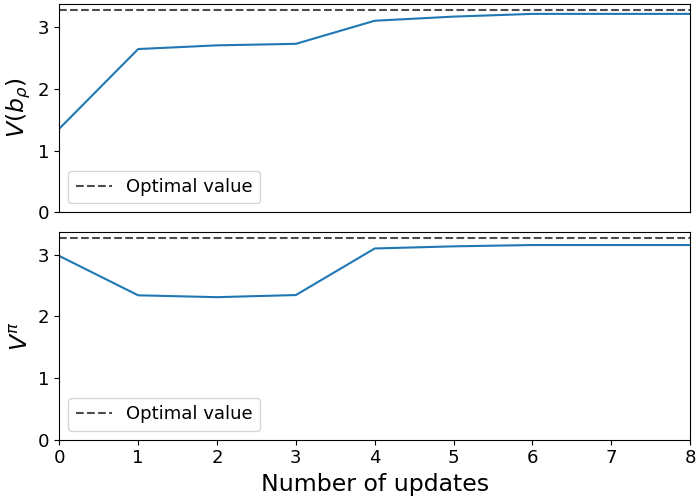 3
2
1
0
V(b_ρ)
Optimal value
3
2
1
0
V^π
Optimal value
0 1 2 3 4 5 6 7 8
Number of updates